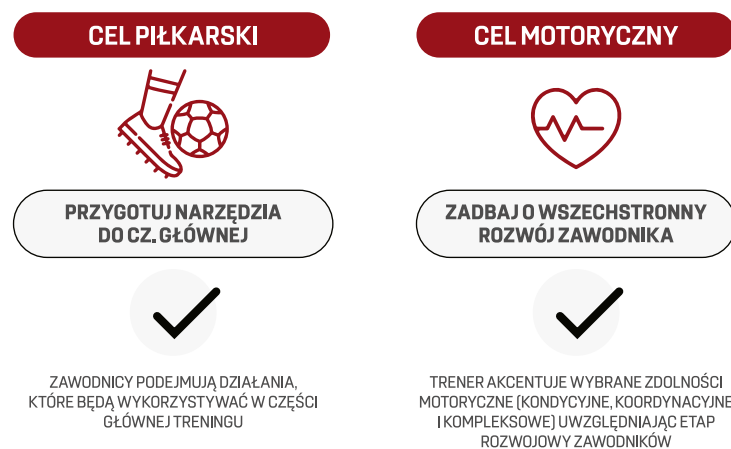 CEL PIŁKARSKI
PRZYGOTUJ NARZĘDZIA
DO CZ. GŁÓWNEJ
ZAWODNICY PODEJMUJĄ DZIAŁANIA,
KTÓRE BĘDĄ WYKORZYSTYWAĆ W CZĘŚCI
GŁÓWNEJ TRENINGU
CEL MOTORYCZNY
ZADBAJ O WSZECHSTRONNY
ROZWÓJ ZAWODNIKA
TRENER AKCENTUJE WYBRANE ZDOLNOŚCI
MOTORYCZNE (KONDYCYJNE, KOORDYNACYJNE
I KOMPLEKSOWE) UWZGLĘDNIAJĄC ETAP
ROZWOJOWY ZAWODNIKÓW